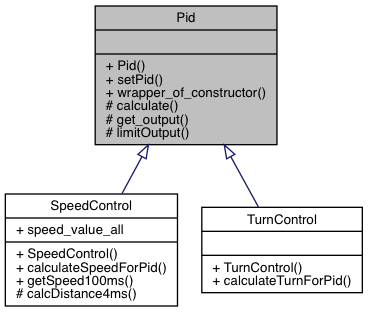 Pid
+ Pid()
+ setPid()
+ wrapper_of_constructor()
# calculate()
# get_output()
# limitOutput()
SpeedControl
+ speed_value_all
+ SpeedControl()
+ calculateSpeedForPid()
+ getSpeed100ms()
# calcDistance4ms()
TurnControl
+ TurnControl()
+ calculateTurnForPid()